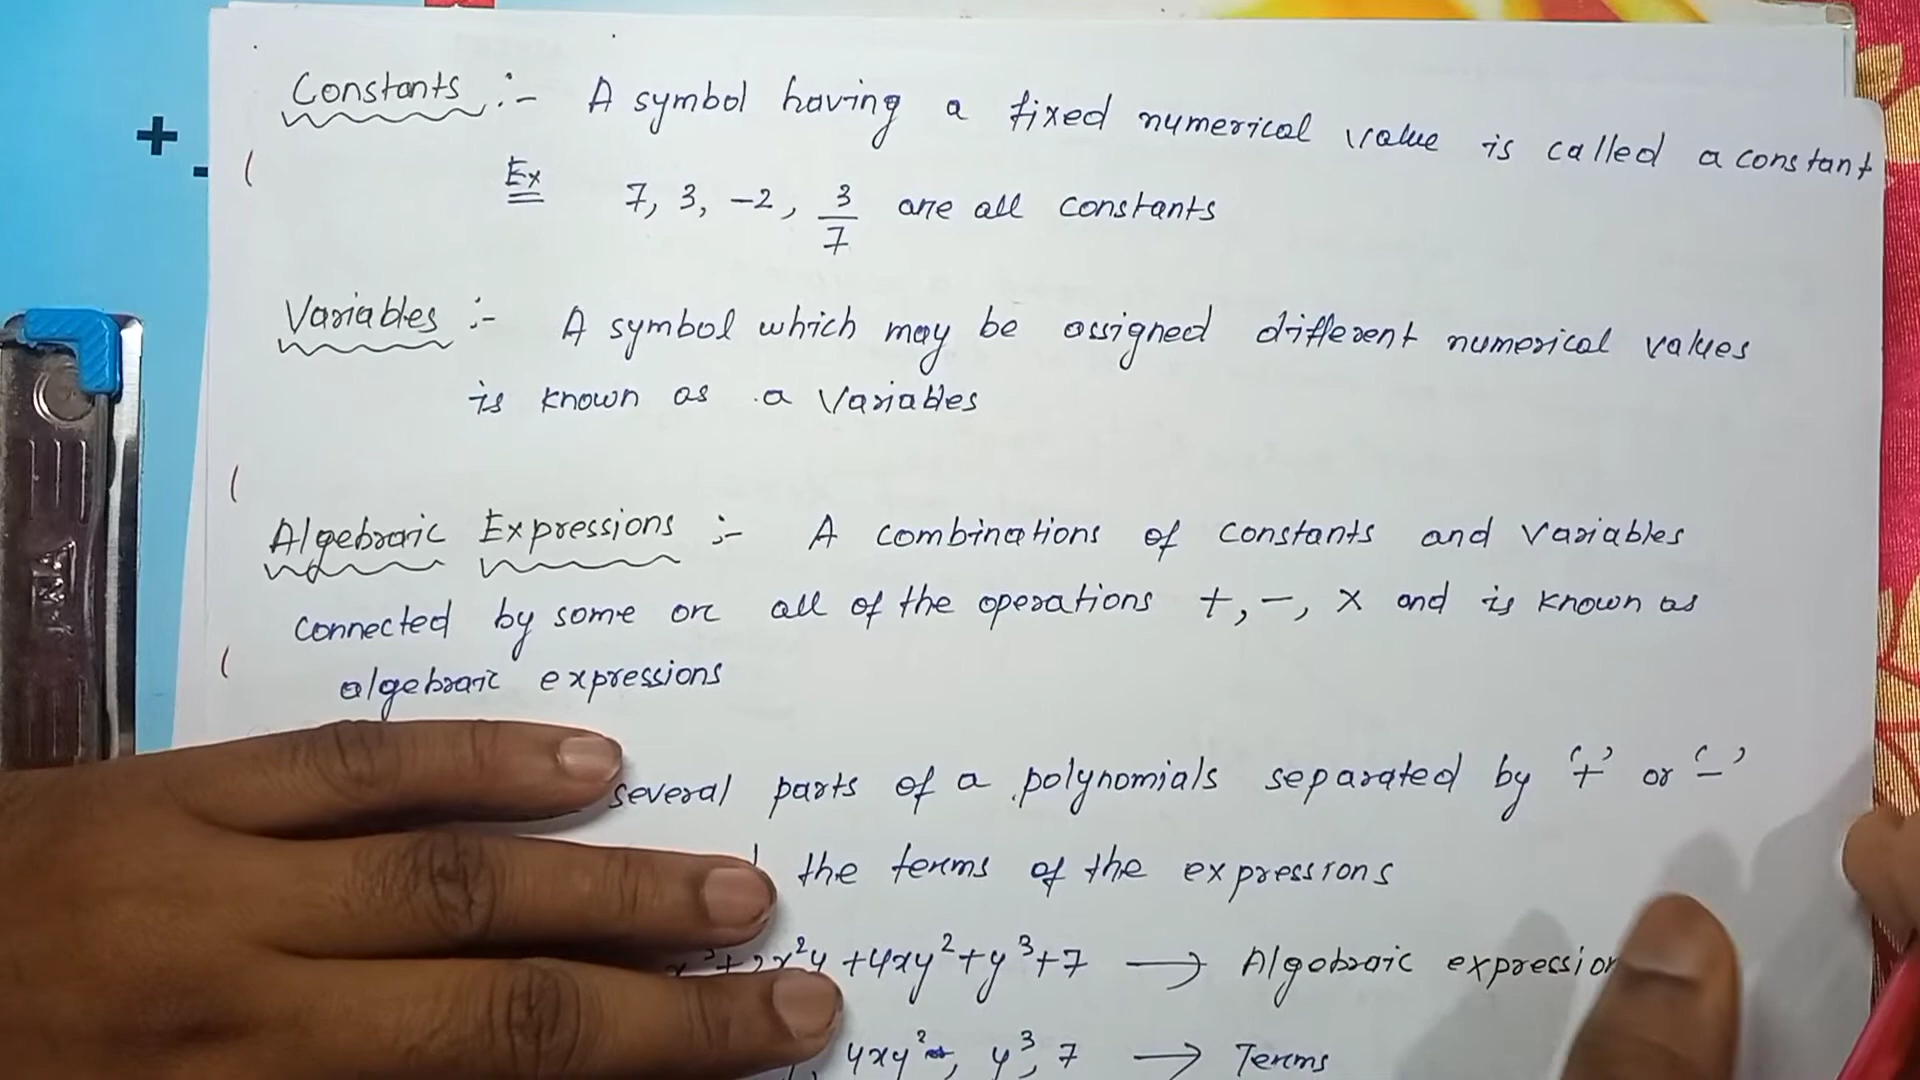 Constants :- A symbol having a fixed numerical value is called a constant
Ex 7, 3, -2, 3/7 are all constants
Variables :- A symbol which may be assigned different numerical values
is known as a Variables
Algebraic Expressions :- A combinations of constants and variables
connected by some or all of the operations +, -, × and is known as
algebraic expressions
several parts of a polynomials separated by '+' or '-'
the terms of the expressions
+4xy²+y³+7 → Algebraic expression
4xy², y³, 7 → Terms
+
-